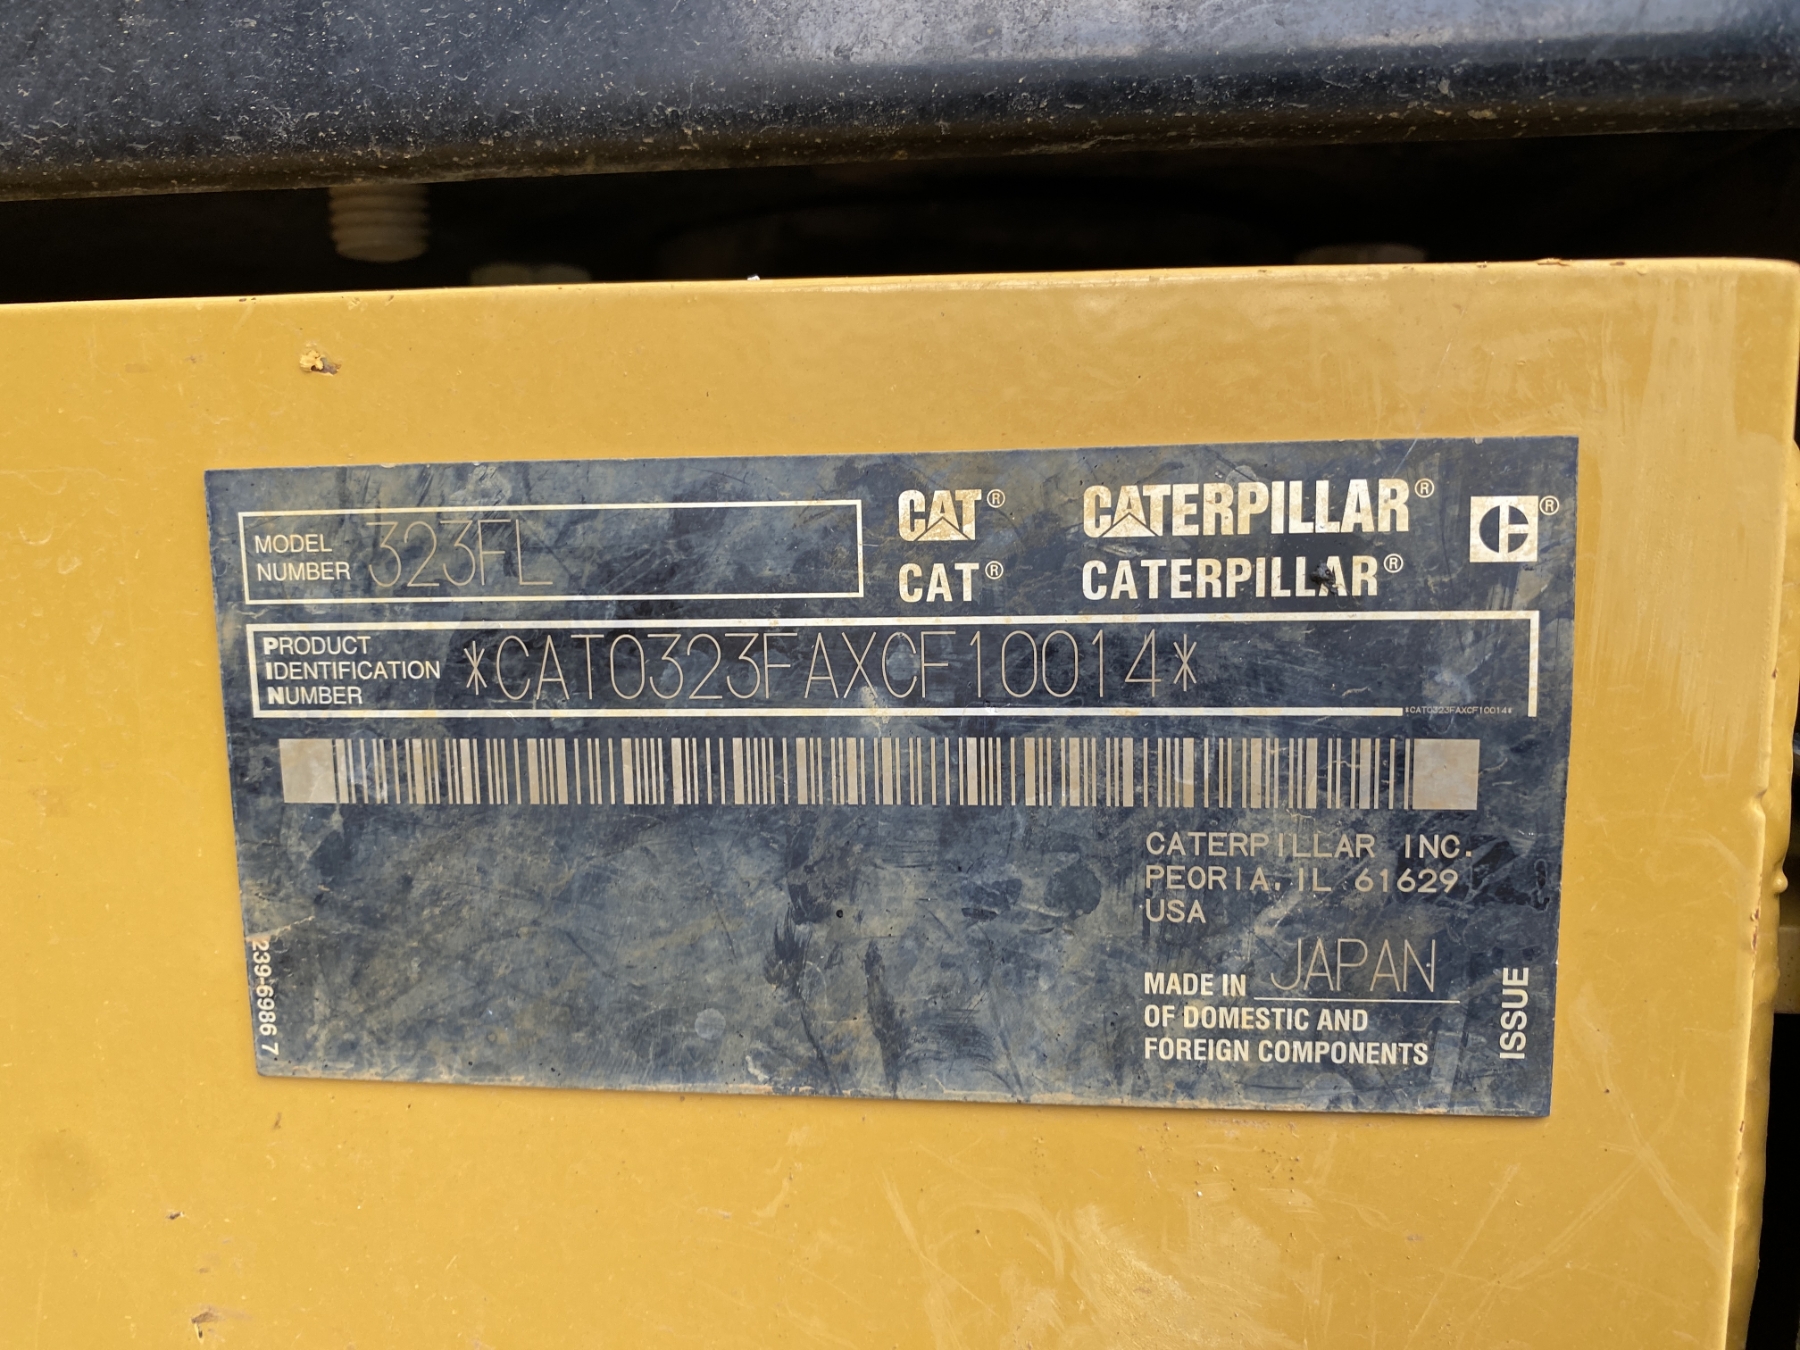 MODEL
NUMBER 323FL
CAT® CATERPILLAR® ®
CAT® CATERPILLAR®
PRODUCT
IDENTIFICATION
NUMBER
*CAT0323FAXCF10014*
*CAT0323FAXCF10014*
CATERPILLAR INC.
PEORIA, IL 61629
USA
MADE IN JAPAN
OF DOMESTIC AND
FOREIGN COMPONENTS
ISSUE
239-6986 7